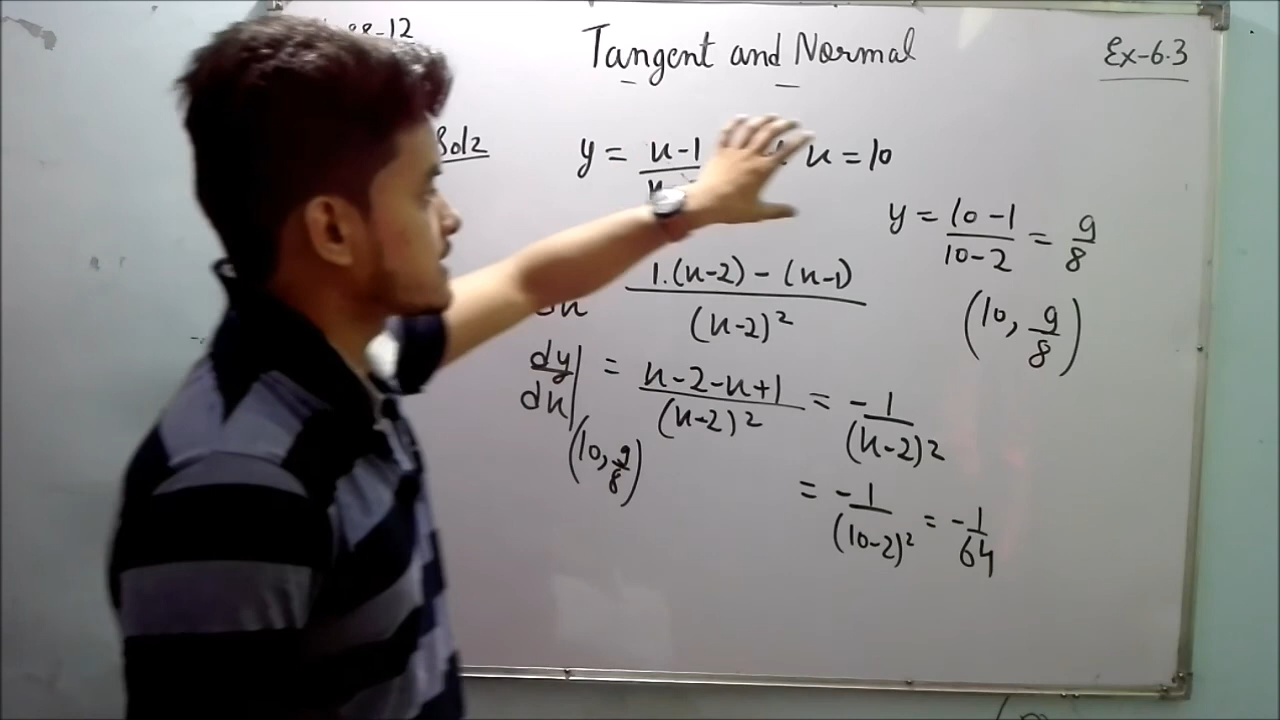 -12
Tangent and Normal
Ex-6.3
Sol2
y = x-1 / x x = 10
y = 10-1 / 10-2 = 9/8
1.(x-2) - (x-1) / (x-2)²
(10, 9/8)
dy/dx| (10, 9/8) = x-2-x+1 / (x-2)² = -1 / (x-2)²
= -1 / (10-2)² = -1/64